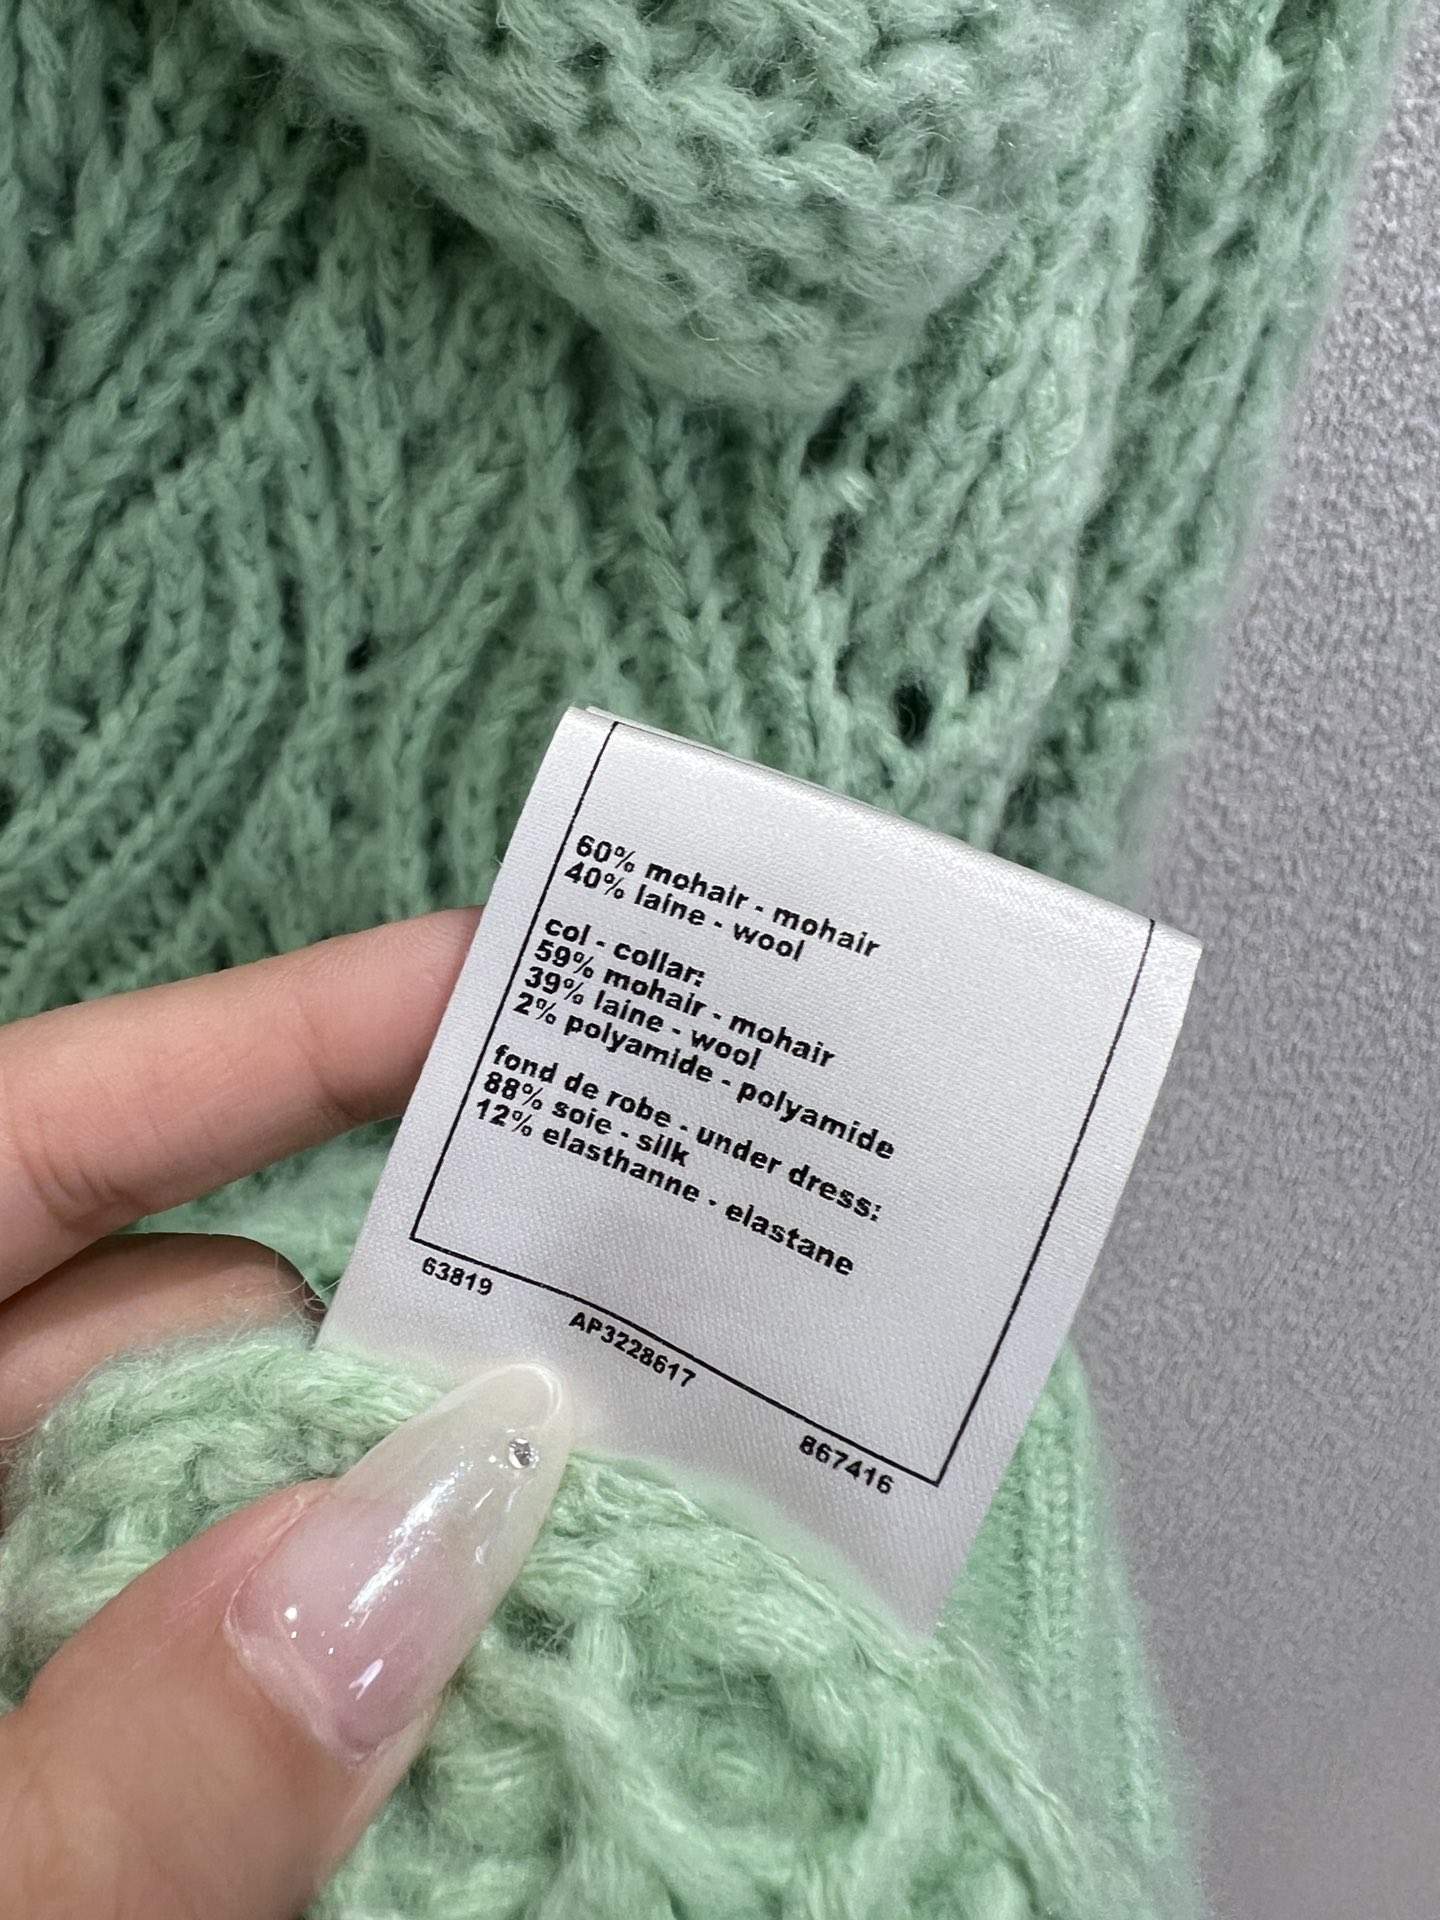 60% mohair - mohair
40% laine - wool
col - collar:
59% mohair - mohair
39% laine - wool
2% polyamide - polyamide
fond de robe - under dress:
88% soie - silk
12% elasthanne - elastane
63819
AP3228617
867416